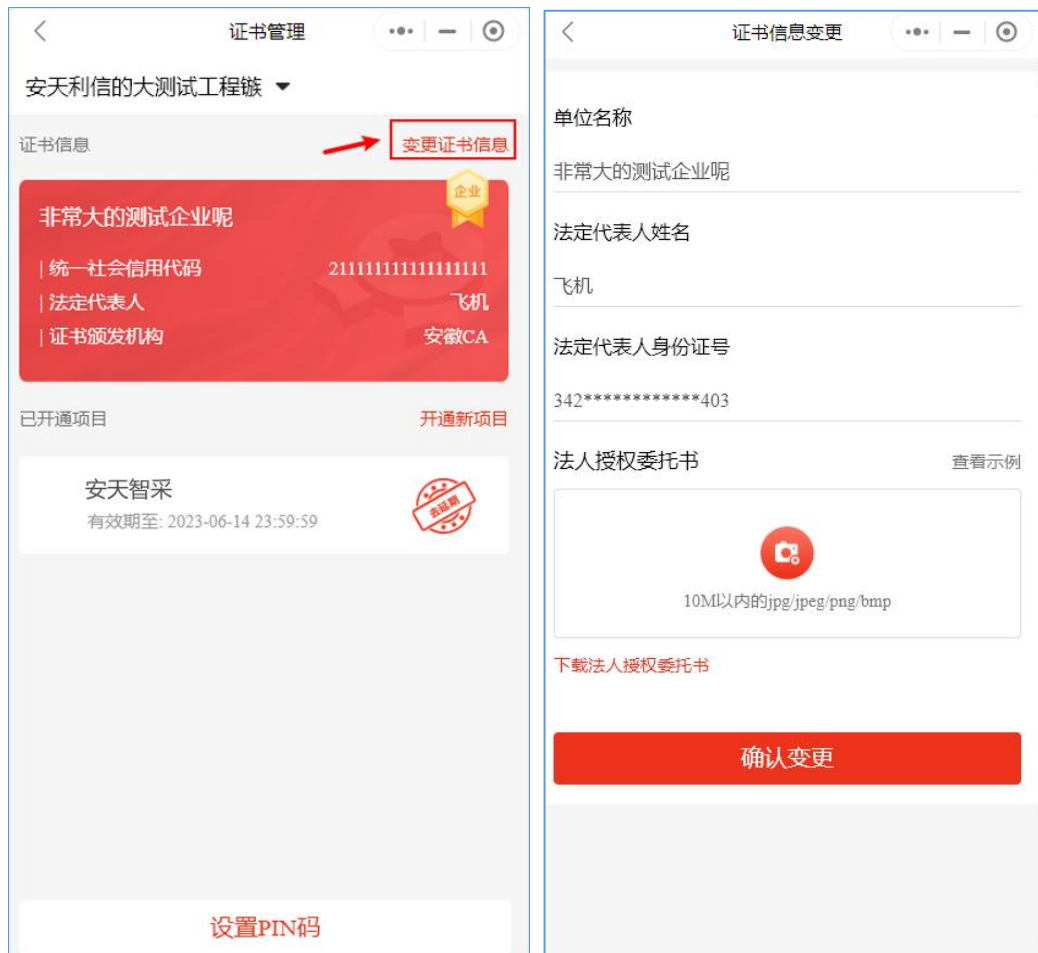 证书管理
安天利信的大测试工程镞
证书信息 变更证书信息
企业
非常大的测试企业呢
|统一社会信用代码 211111111111111111
|法定代表人 飞机
|证书颁发机构 安徽CA
已开通项目 开通新项目
安天智采
有效期至: 2023-06-14 23:59:59
去延期
设置PIN码
证书信息变更
单位名称
非常大的测试企业呢
法定代表人姓名
飞机
法定代表人身份证号
342************403
法人授权委托书 查看示例
10M以内的jpg/jpeg/png/bmp
下载法人授权委托书
确认变更